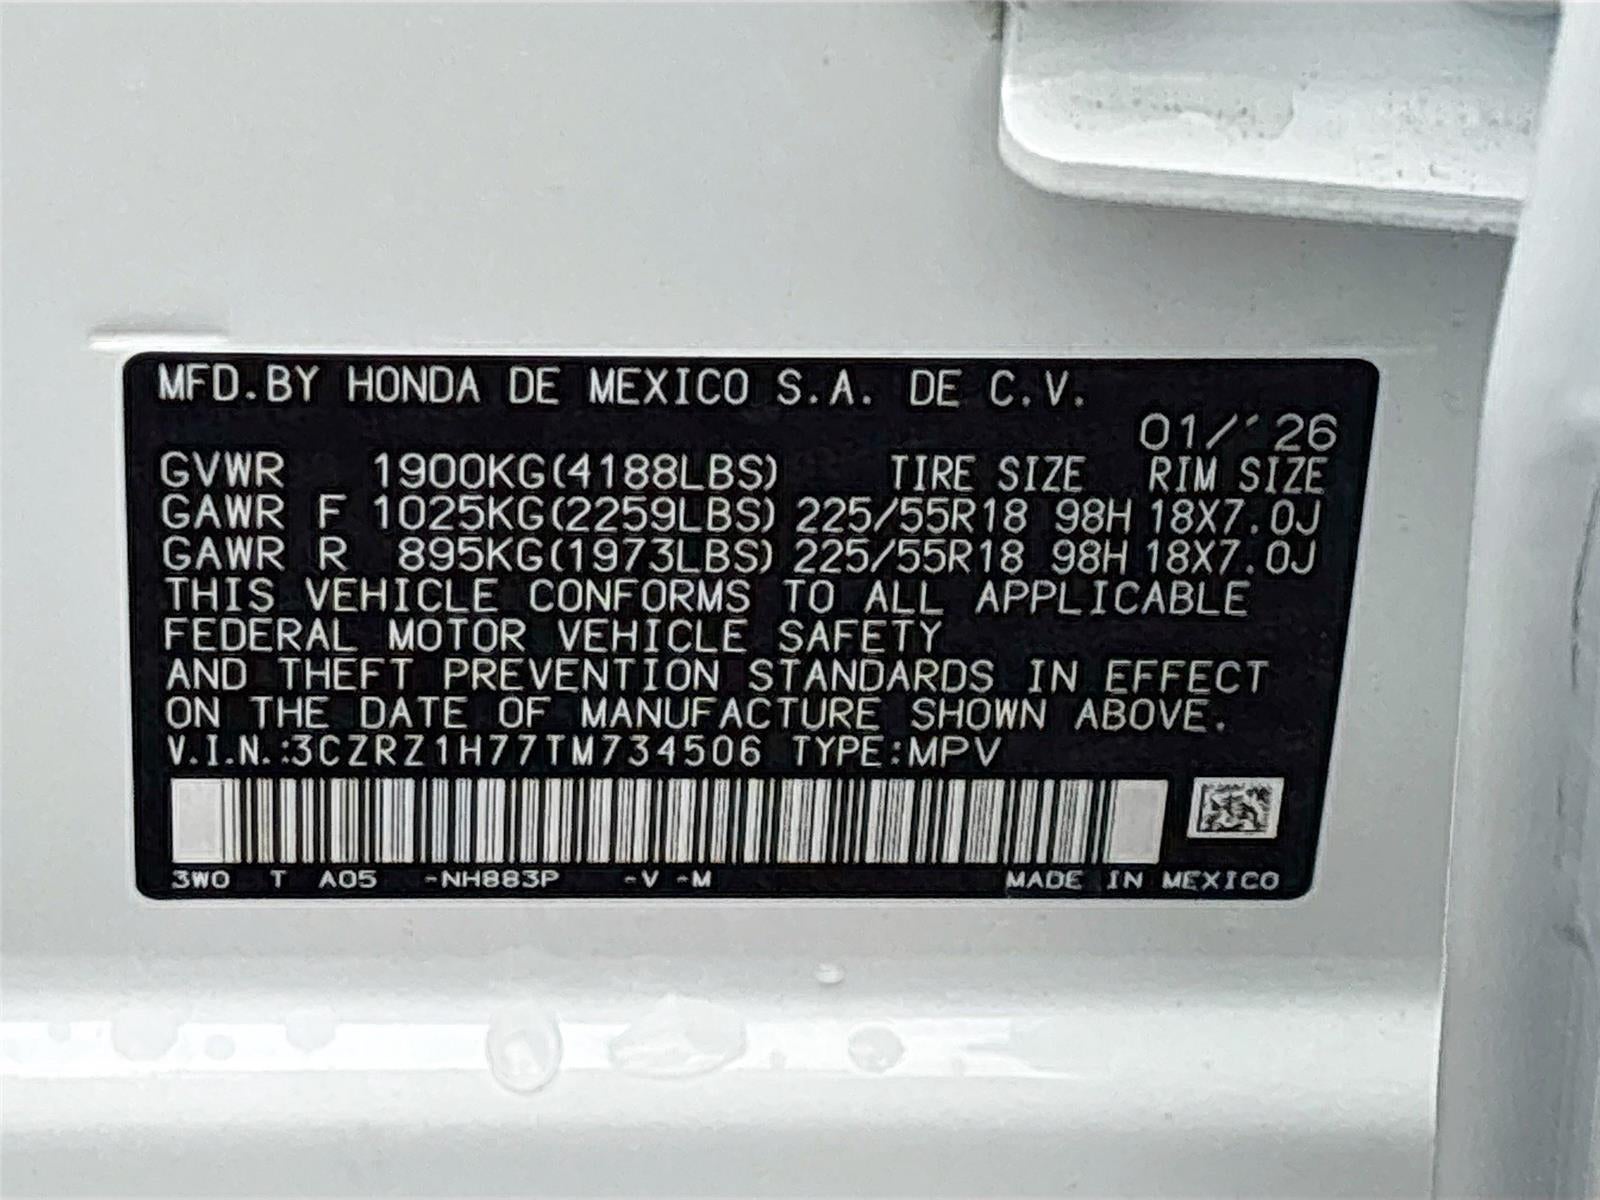 MFD.BY HONDA DE MEXICO S.A. DE C.V.
01/'26
GVWR 1900KG(4188LBS) TIRE SIZE RIM SIZE
GAWR F 1025KG(2259LBS) 225/55R18 98H 18X7.0J
GAWR R 895KG(1973LBS) 225/55R18 98H 18X7.0J
THIS VEHICLE CONFORMS TO ALL APPLICABLE
FEDERAL MOTOR VEHICLE SAFETY
AND THEFT PREVENTION STANDARDS IN EFFECT
ON THE DATE OF MANUFACTURE SHOWN ABOVE.
V.I.N.:3CZRZ1H77TM734506 TYPE:MPV
3W0 T A05 -NH883P -V -M MADE IN MEXICO